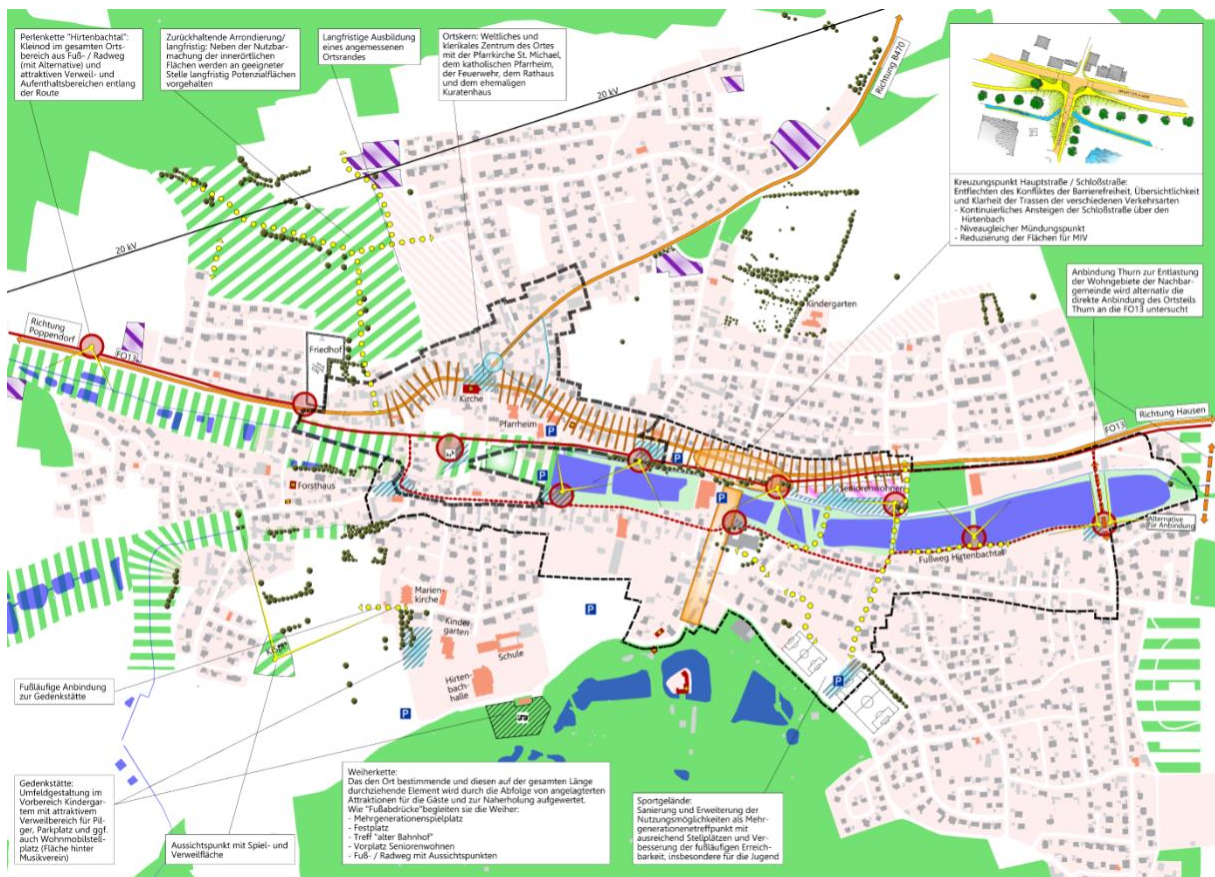 Perlenkette "Hirtenbachtal":
Kleinod im gesamten Orts-
bereich aus Fuß- / Radweg
(mit Alternative) und
attraktiven Verweil- und
Aufenthaltsbereichen entlang
der Route
Zurückhaltende Arrondierung/
langfristig: Neben der Nutzbar-
machung der innerörtlichen
Flächen werden an geeigneter
Stelle langfristig Potenzialflächen
vorgehalten
Langfristige Ausbildung
eines angemessenen
Ortsrandes
Ortskern: Weltliches und
klerikales Zentrum des Ortes
mit der Pfarrkirche St. Michael,
dem katholischen Pfarrheim,
der Feuerwehr, dem Rathaus
und dem ehemaligen
Kuratenhaus
20 kV
Richtung B470
20 kV
Kreuzungspunkt Hauptstraße / Schloßstraße:
Entflechten des Konfliktes der Barrierefreiheit, Übersichtlichkeit
und Klarheit der Trassen der verschiedenen Verkehrsarten
- Kontinuierliches Ansteigen der Schloßstraße über den
Hirtenbach
- Niveaugleicher Mündungspunkt
- Reduzierung der Flächen für MIV
Anbindung Thurn zur Entlastung
der Wohngebiete der Nachbar-
gemeinde wird alternativ die
direkte Anbindung des Ortsteils
Thurn an die FO13 untersucht
Kindergarten
Richtung
Poppendorf
FO13
Friedhof
Kirche
Pfarrheim
P
Richtung Hausen
FO13
P
P
P
Forsthaus
Seniorenwohnen
Alternative
für Anbindung
Fußweg Hirtenbachtal
Marien-
kirche
Kinder-
garten
Schule
Hirten-
bach-
halle
P
P
P
Fußläufige Anbindung
zur Gedenkstätte
Gedenkstätte:
Umfeldgestaltung im
Vorbereich Kindergar-
ten mit attraktivem
Verweilbereich für Pil-
ger, Parkplatz und ggf.
auch Wohnmobilstell-
platz (Fläche hinter
Musikverein)
Aussichtspunkt mit Spiel- und
Verweilfläche
Weiherkette:
Das den Ort bestimmende und diesen auf der gesamten Länge
durchziehende Element wird durch die Abfolge von angelagterten
Attraktionen für die Gäste und zur Naherholung aufgewertet.
Wie "Fußabdrücke"begleiten sie die Weiher:
- Mehrgenerationenspielplatz
- Festplatz
- Treff "alter Bahnhof"
- Vorplatz Seniorenwohnen
- Fuß- / Radweg mit Aussichtspunkten
Sportgelände:
Sanierung und Erweiterung der
Nutzungsmöglichkeiten als Mehr-
generationenetreffpunkt mit
ausreichend Stellplätzen und Ver-
besserung der fußläufigen Erreich-
barkeit, insbesondere für die Jugend